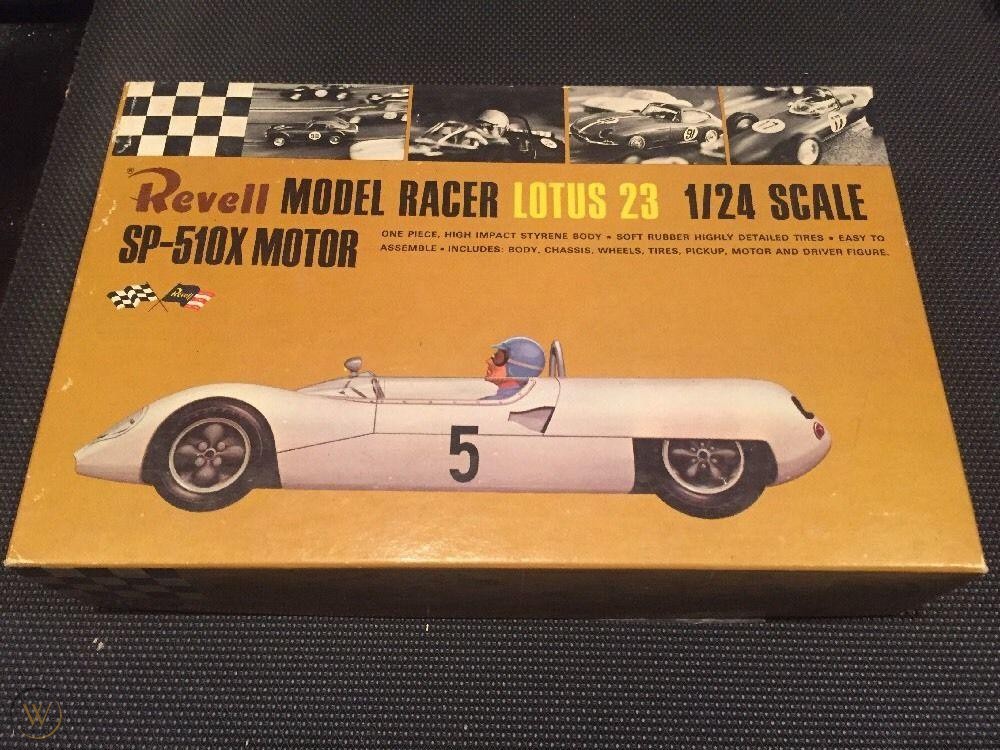 Revell MODEL RACER LOTUS 23 1/24 SCALE
SP-510X MOTOR
ONE PIECE, HIGH IMPACT STYRENE BODY • SOFT RUBBER HIGHLY DETAILED TIRES • EASY TO
ASSEMBLE • INCLUDES: BODY, CHASSIS, WHEELS, TIRES, PICKUP, MOTOR AND DRIVER FIGURE.
Revell
5
W